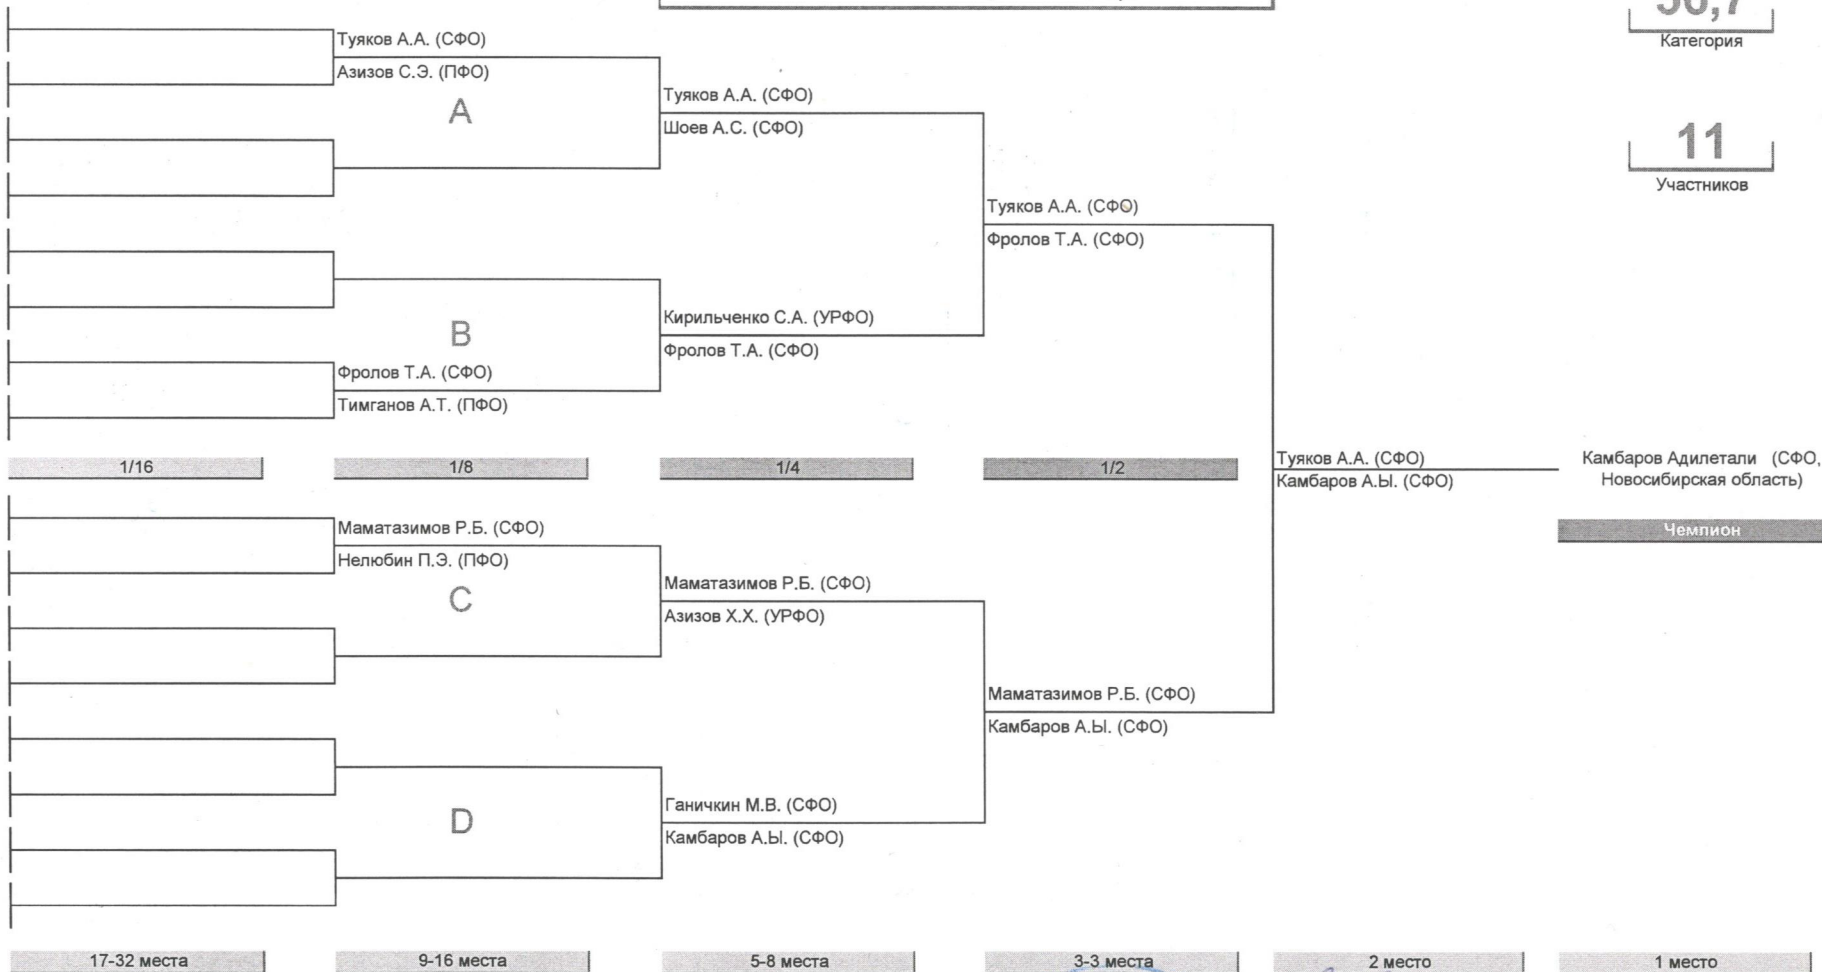 56,7
Категория
11
Участников
Туяков А.А. (СФО)
Азизов С.Э. (ПФО)
A
Туяков А.А. (СФО)
Шоев А.С. (СФО)
Туяков А.А. (СФО)
Фролов Т.А. (СФО)
B
Кирильченко С.А. (УРФО)
Фролов Т.А. (СФО)
Фролов Т.А. (СФО)
Тимганов А.Т. (ПФО)
1/16
1/8
1/4
1/2
Туяков А.А. (СФО)
Камбаров А.Ы. (СФО)
Камбаров Адилетали (СФО,
Новосибирская область)
Чемпион
Маматазимов Р.Б. (СФО)
Нелюбин П.Э. (ПФО)
C
Маматазимов Р.Б. (СФО)
Азизов Х.Х. (УРФО)
Маматазимов Р.Б. (СФО)
Камбаров А.Ы. (СФО)
D
Ганичкин М.В. (СФО)
Камбаров А.Ы. (СФО)
17-32 места
9-16 места
5-8 места
3-3 места
2 место
1 место